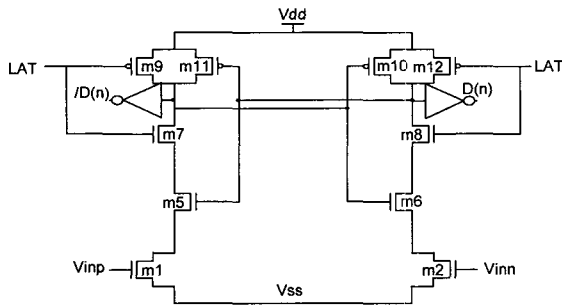 Vdd
LAT m9 m11 m10 m12 LAT
/D(n) D(n)
m7 m8
m5 m6
Vinp m1 Vss m2 Vinn